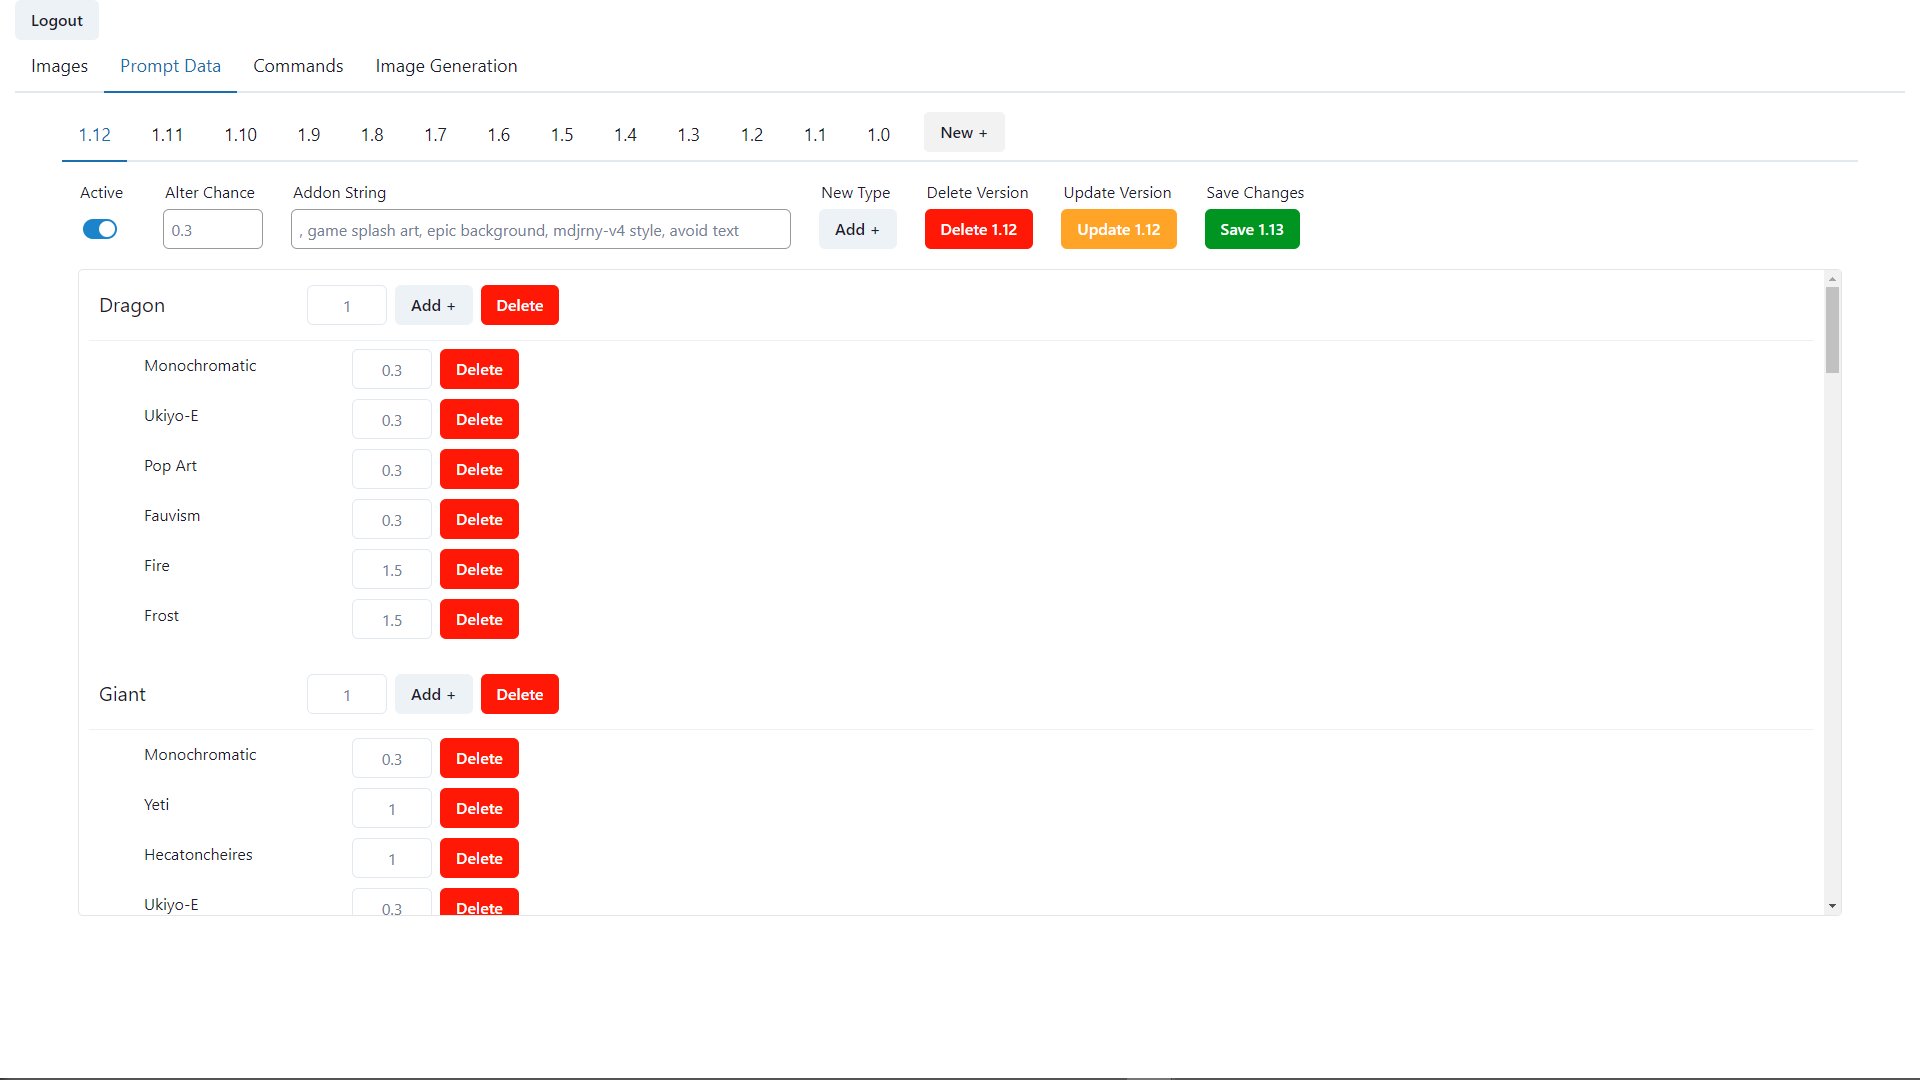 Logout
Images Prompt Data Commands Image Generation
1.12 1.11 1.10 1.9 1.8 1.7 1.6 1.5 1.4 1.3 1.2 1.1 1.0 New +
Active Alter Chance Addon String New Type Delete Version Update Version Save Changes
0.3 , game splash art, epic background, mdjrny-v4 style, avoid text Add + Delete 1.12 Update 1.12 Save 1.13
Dragon 1 Add + Delete
Monochromatic 0.3 Delete
Ukiyo-E 0.3 Delete
Pop Art 0.3 Delete
Fauvism 0.3 Delete
Fire 1.5 Delete
Frost 1.5 Delete
Giant 1 Add + Delete
Monochromatic 0.3 Delete
Yeti 1 Delete
Hecatoncheires 1 Delete
Ukiyo-E 0.3 Delete